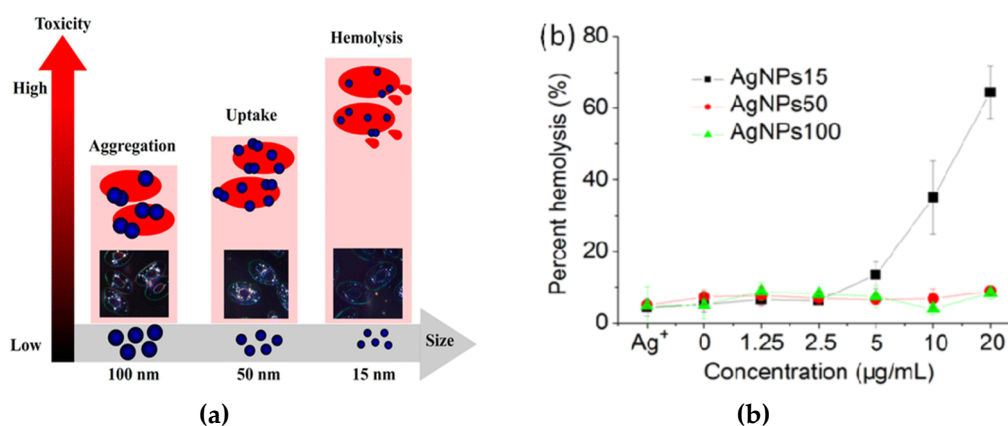 Toxicity
High
Low
Aggregation
Uptake
Hemolysis
100 nm
50 nm
15 nm
Size
(a)
(b)
Percent hemolysis (%)
80
60
40
20
0
AgNPs15
AgNPs50
AgNPs100
Ag+ 0 1.25 2.5 5 10 20
Concentration (µg/mL)
(b)